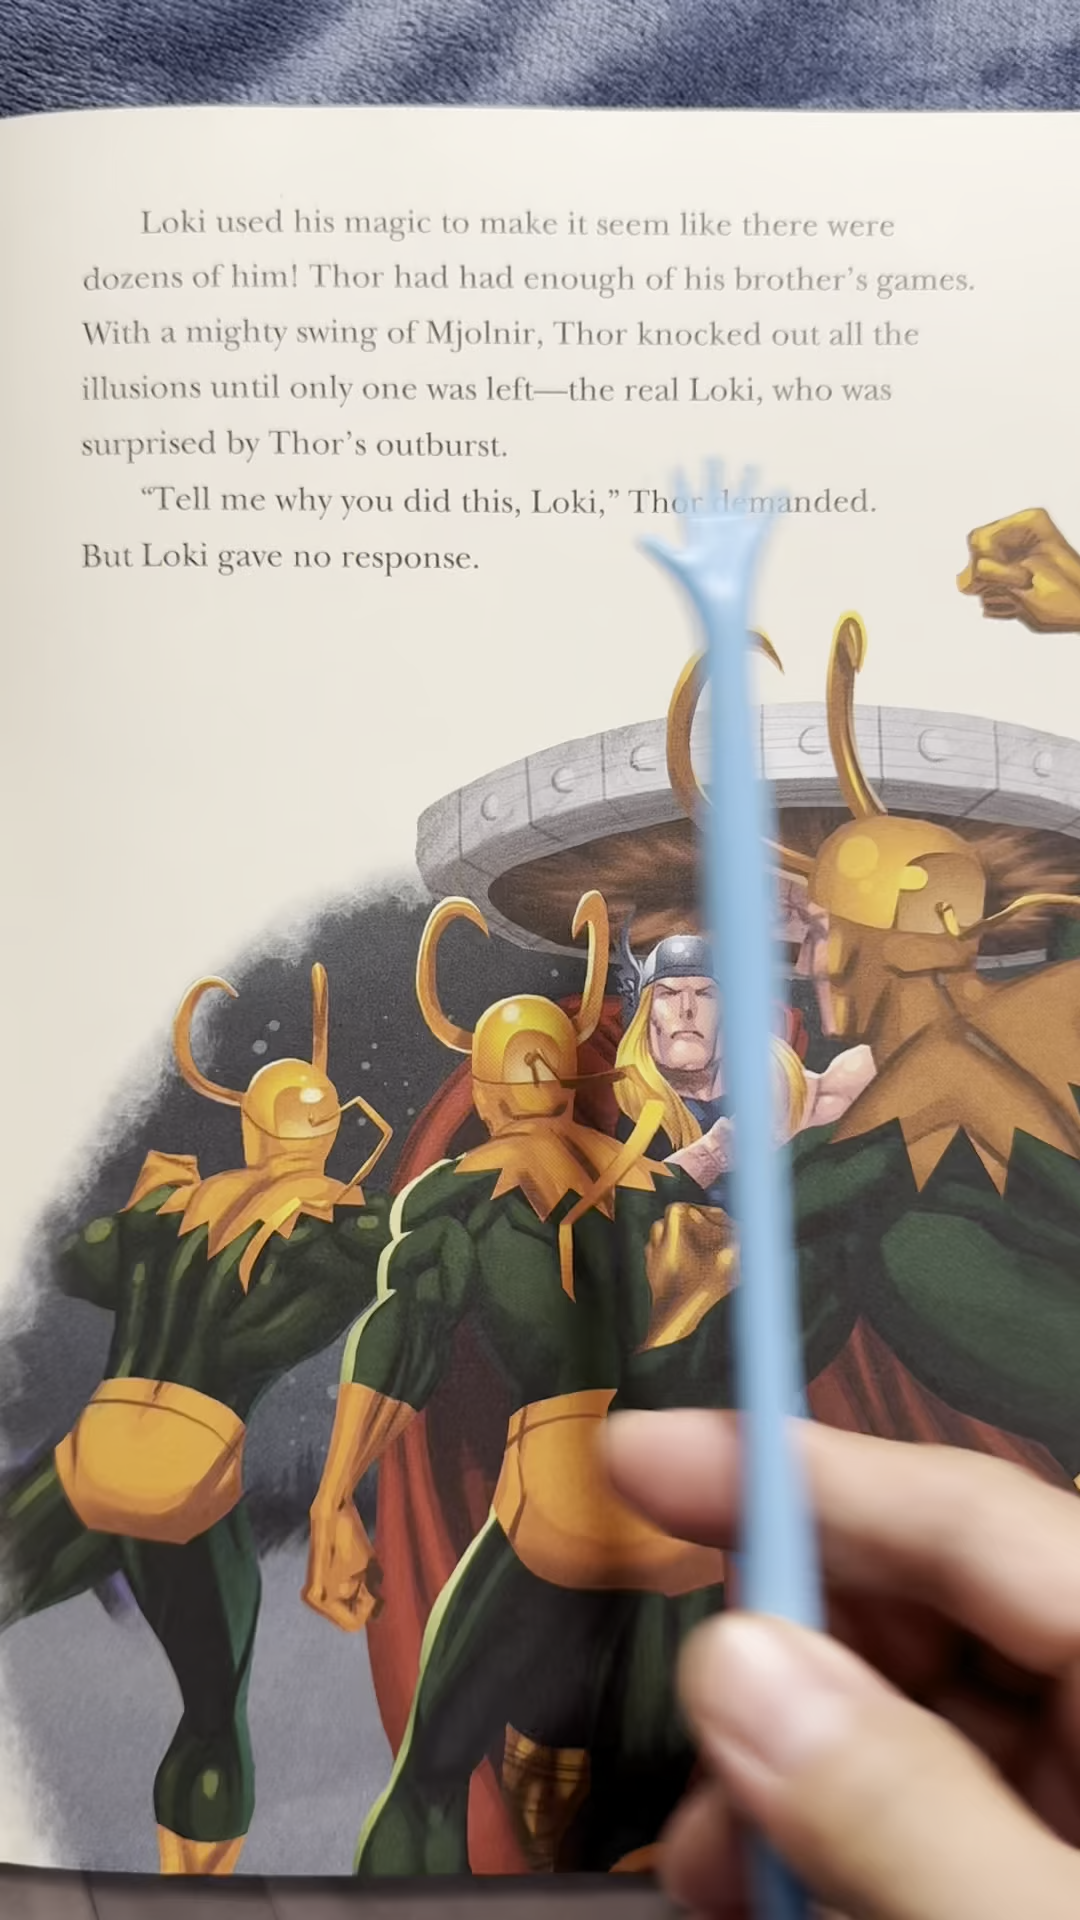 Loki used his magic to make it seem like there were
dozens of him! Thor had had enough of his brother’s games.
With a mighty swing of Mjolnir, Thor knocked out all the
illusions until only one was left—the real Loki, who was
surprised by Thor’s outburst.
“Tell me why you did this, Loki,” Thor demanded.
But Loki gave no response.